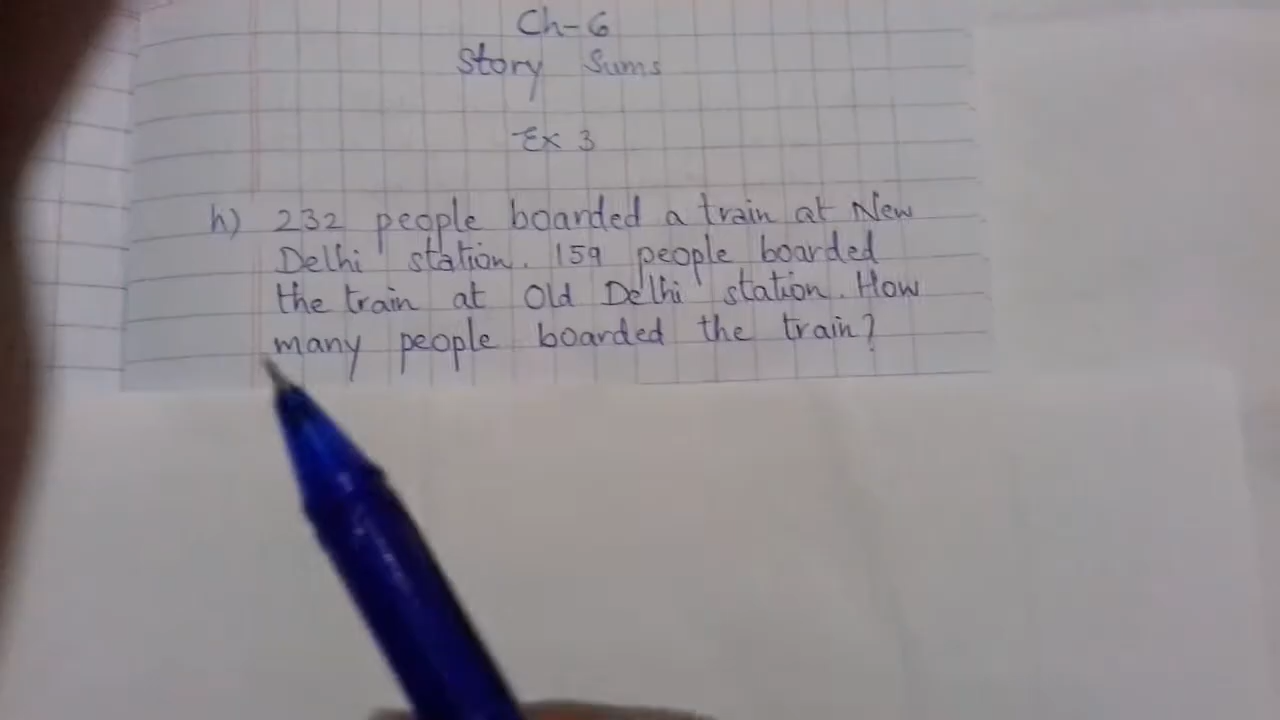 Ch-6
Story Sums
Ex 3
h) 232 people boarded a train at New
Delhi station. 159 people boarded
the train at Old Delhi station. How
many people boarded the train?